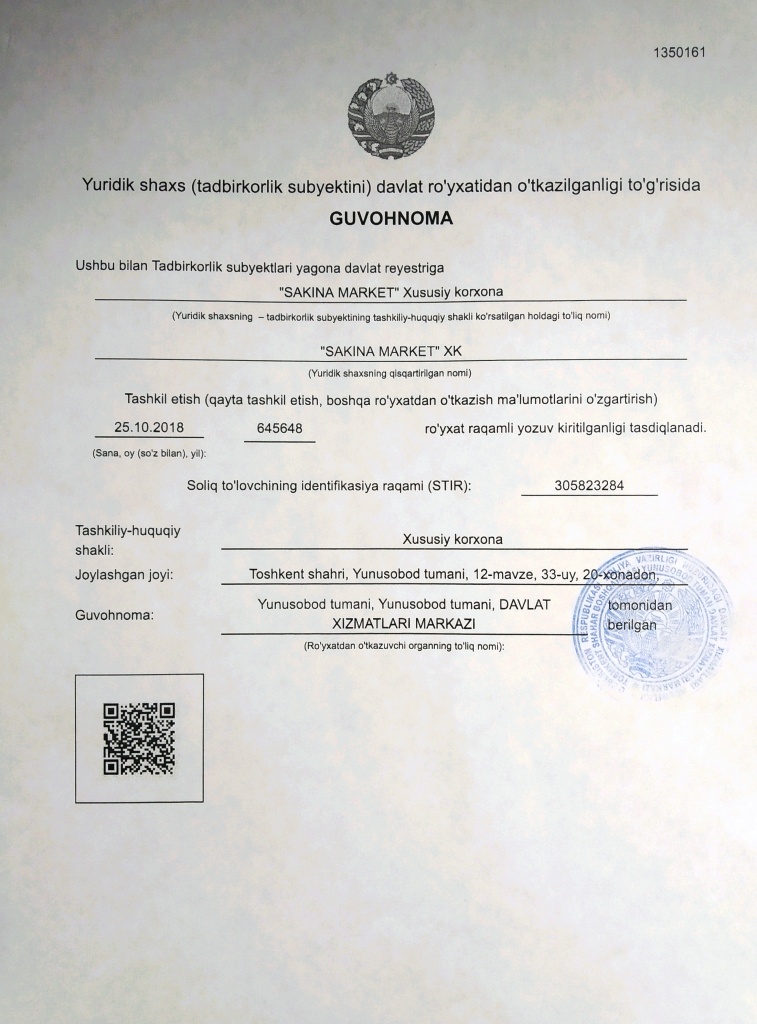 1350161
Yuridik shaxs (tadbirkorlik subyektini) davlat ro'yxatidan o'tkazilganligi to'g'risida
GUVOHNOMA
Ushbu bilan Tadbirkorlik subyektlari yagona davlat reyestriga
"SAKINA MARKET" Xususiy korxona
(Yuridik shaxsning – tadbirkorlik subyektining tashkiliy-huquqiy shakli ko'rsatilgan holdagi to'liq nomi)
"SAKINA MARKET" XK
(Yuridik shaxsning qisqartirilgan nomi)
Tashkil etish (qayta tashkil etish, boshqa ro'yxatdan o'tkazish ma'lumotlarini o'zgartirish)
25.10.2018 645648 ro'yxat raqamli yozuv kiritilganligi tasdiqlanadi.
(Sana, oy (so'z bilan), yil):
Soliq to'lovchining identifikasiya raqami (STIR): 305823284
Tashkiliy-huquqiy
shakli: Xususiy korxona
Joylashgan joyi: Toshkent shahri, Yunusobod tumani, 12-mavze, 33-uy, 20-xonadon,
Guvohnoma: Yunusobod tumani, Yunusobod tumani, DAVLAT
XIZMATLARI MARKAZI
tomonidan
berilgan
(Ro'yxatdan o'tkazuvchi organning to'liq nomi):